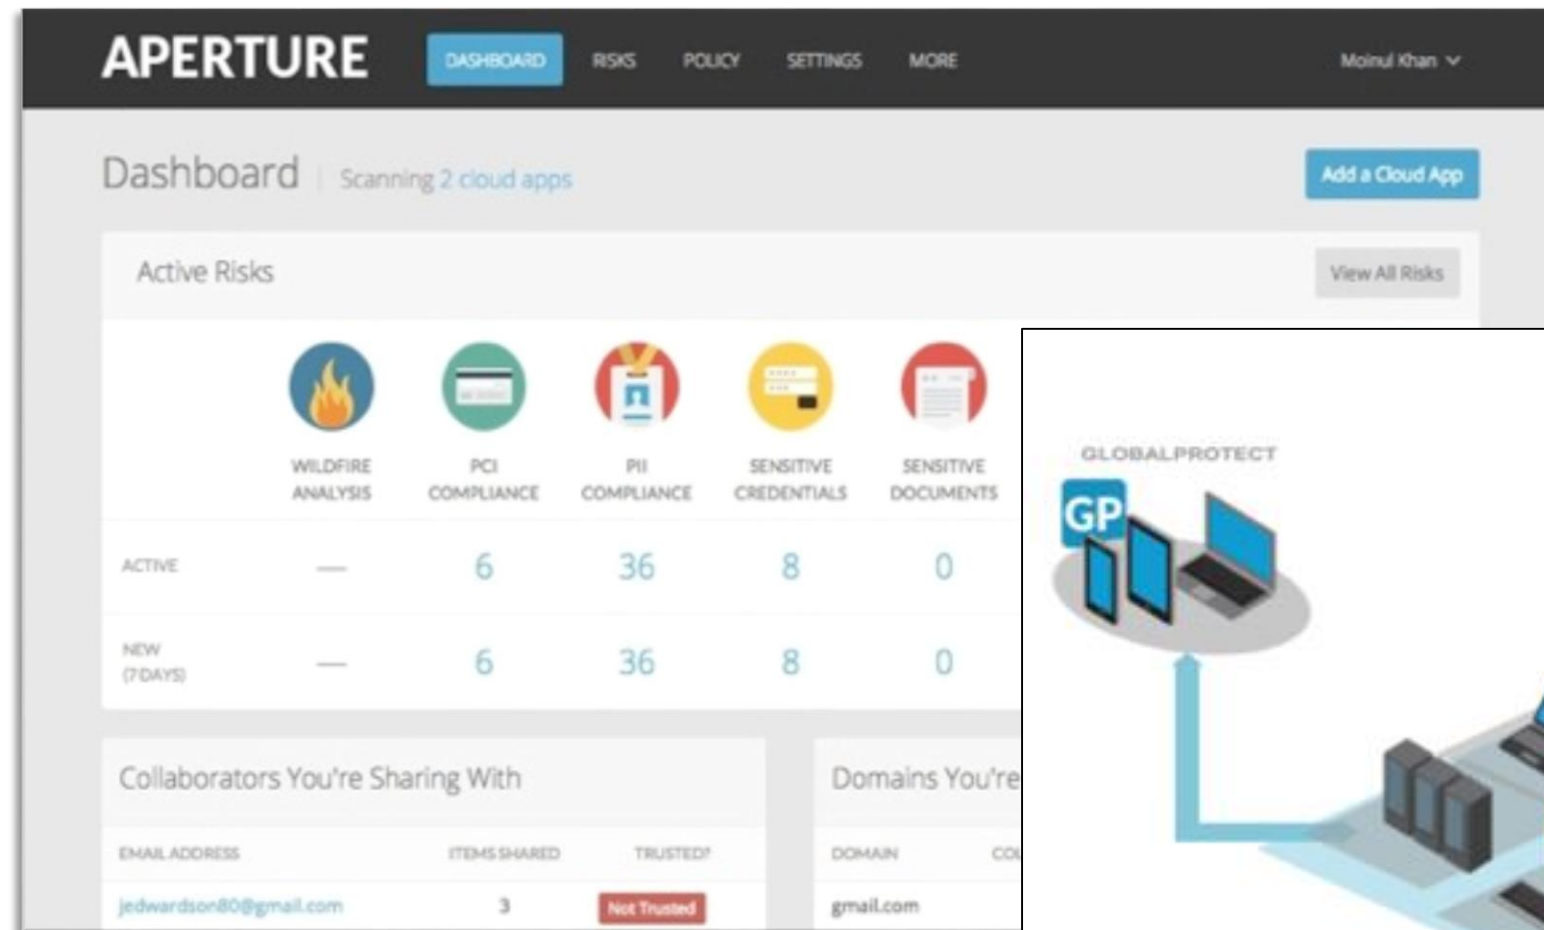 APERTURE DASHBOARD RISKS POLICY SETTINGS MORE Moinul Khan
Dashboard Scanning 2 cloud apps Add a Cloud App
Active Risks View All Risks
WILDFIRE ANALYSIS
PCI COMPLIANCE
PII COMPLIANCE
SENSITIVE CREDENTIALS
SENSITIVE DOCUMENTS
ACTIVE — 6 36 8 0
NEW (7 DAYS) — 6 36 8 0
Collaborators You're Sharing With
EMAIL ADDRESS ITEMS SHARED TRUSTED?
jedwardson80@gmail.com 3 Not Trusted
Domains You're
DOMAIN COL
gmail.com
GLOBALPROTECT
GP